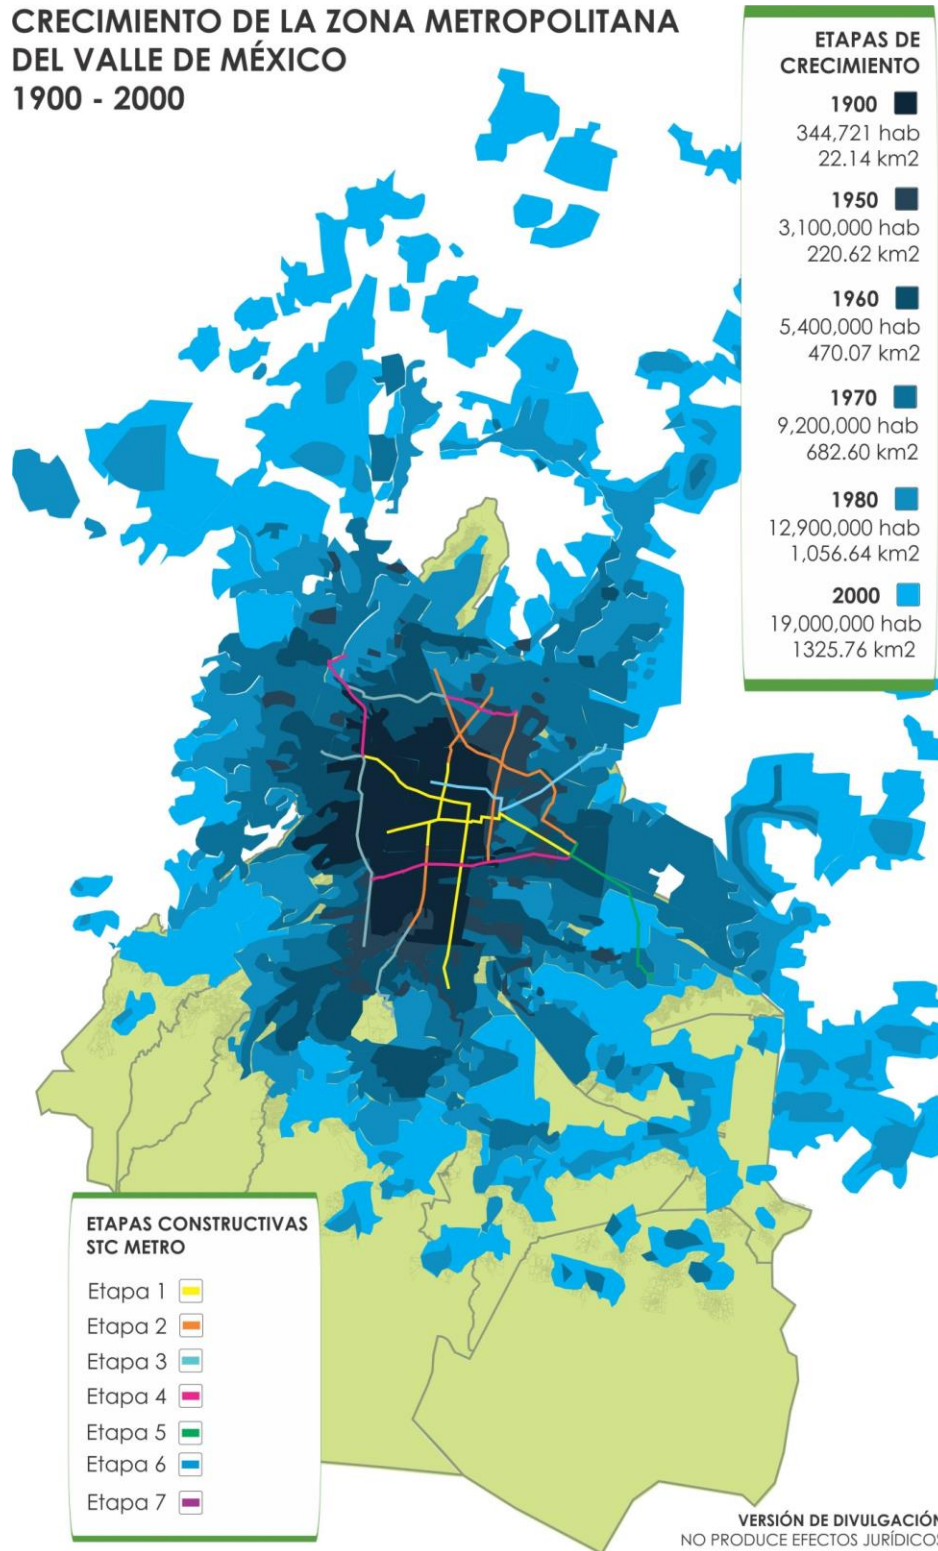 CRECIMIENTO DE LA ZONA METROPOLITANA
DEL VALLE DE MÉXICO
1900 - 2000
ETAPAS DE
CRECIMIENTO
1900
344,721 hab
22.14 km2
1950
3,100,000 hab
220.62 km2
1960
5,400,000 hab
470.07 km2
1970
9,200,000 hab
682.60 km2
1980
12,900,000 hab
1,056.64 km2
2000
19,000,000 hab
1325.76 km2
ETAPAS CONSTRUCTIVAS
STC METRO
Etapa 1
Etapa 2
Etapa 3
Etapa 4
Etapa 5
Etapa 6
Etapa 7
VERSIÓN DE DIVULGACIÓN
NO PRODUCE EFECTOS JURÍDICOS